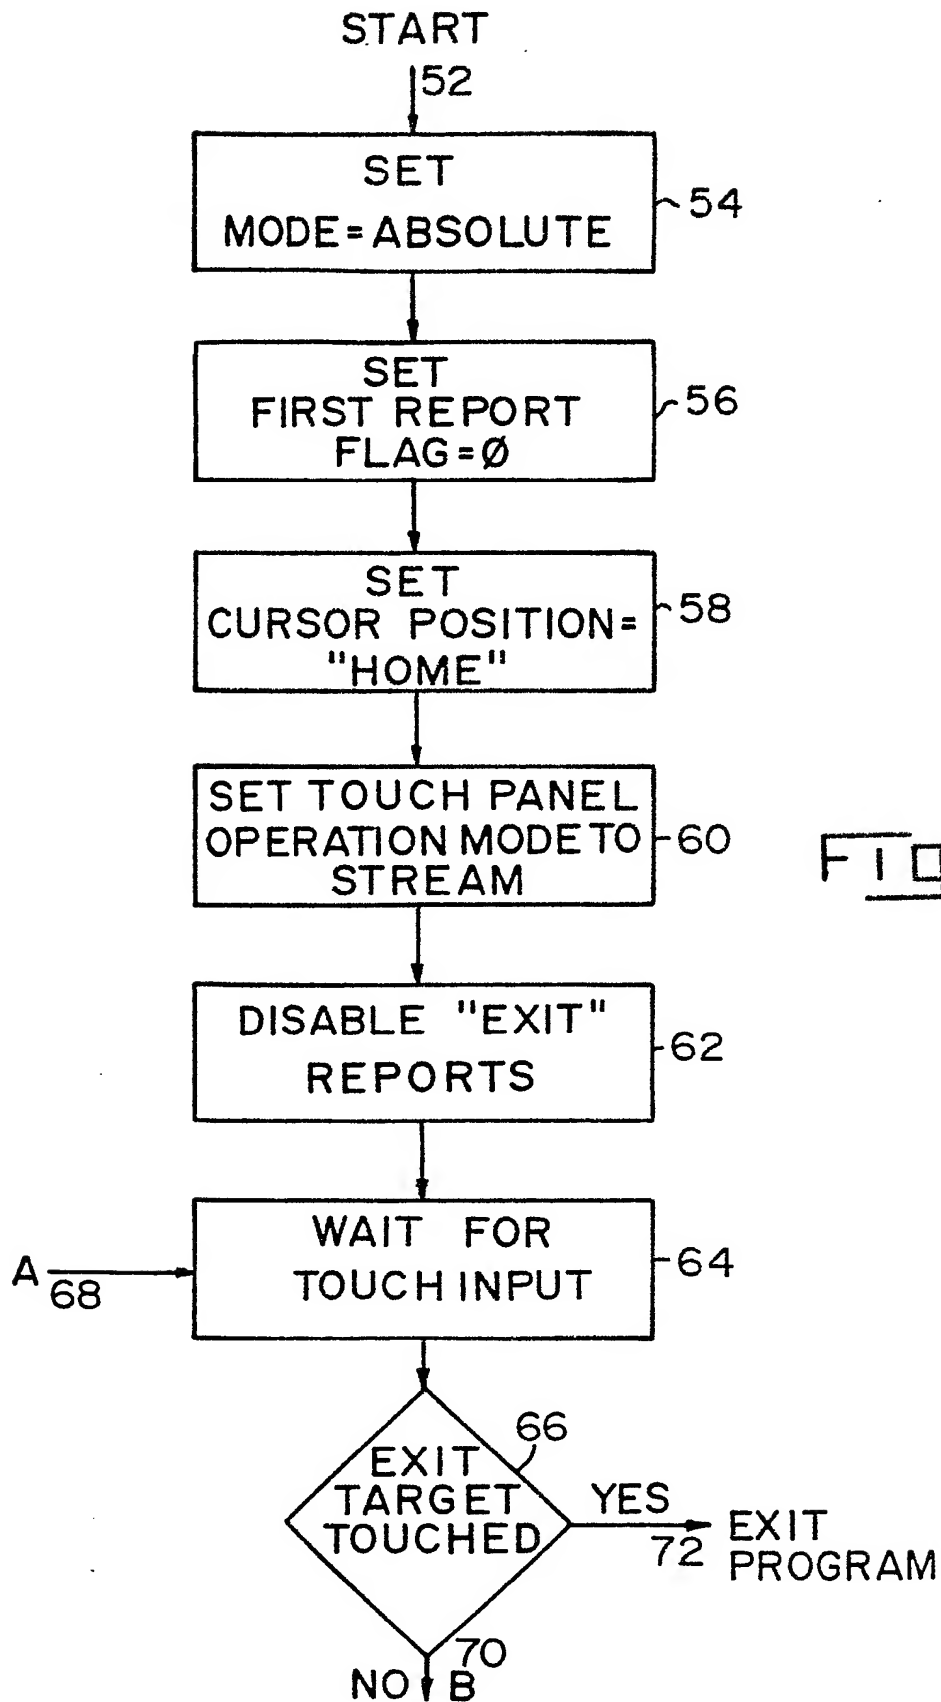 START
52
SET
MODE=ABSOLUTE
54
SET
FIRST REPORT
FLAG=Ø
56
SET
CURSOR POSITION=
"HOME"
58
SET TOUCH PANEL
OPERATION MODE TO
STREAM
60
DISABLE "EXIT"
REPORTS
62
WAIT FOR
TOUCH INPUT
64
A
68
66
EXIT
TARGET
TOUCHED
YES
72
EXIT
PROGRAM
70
NO B